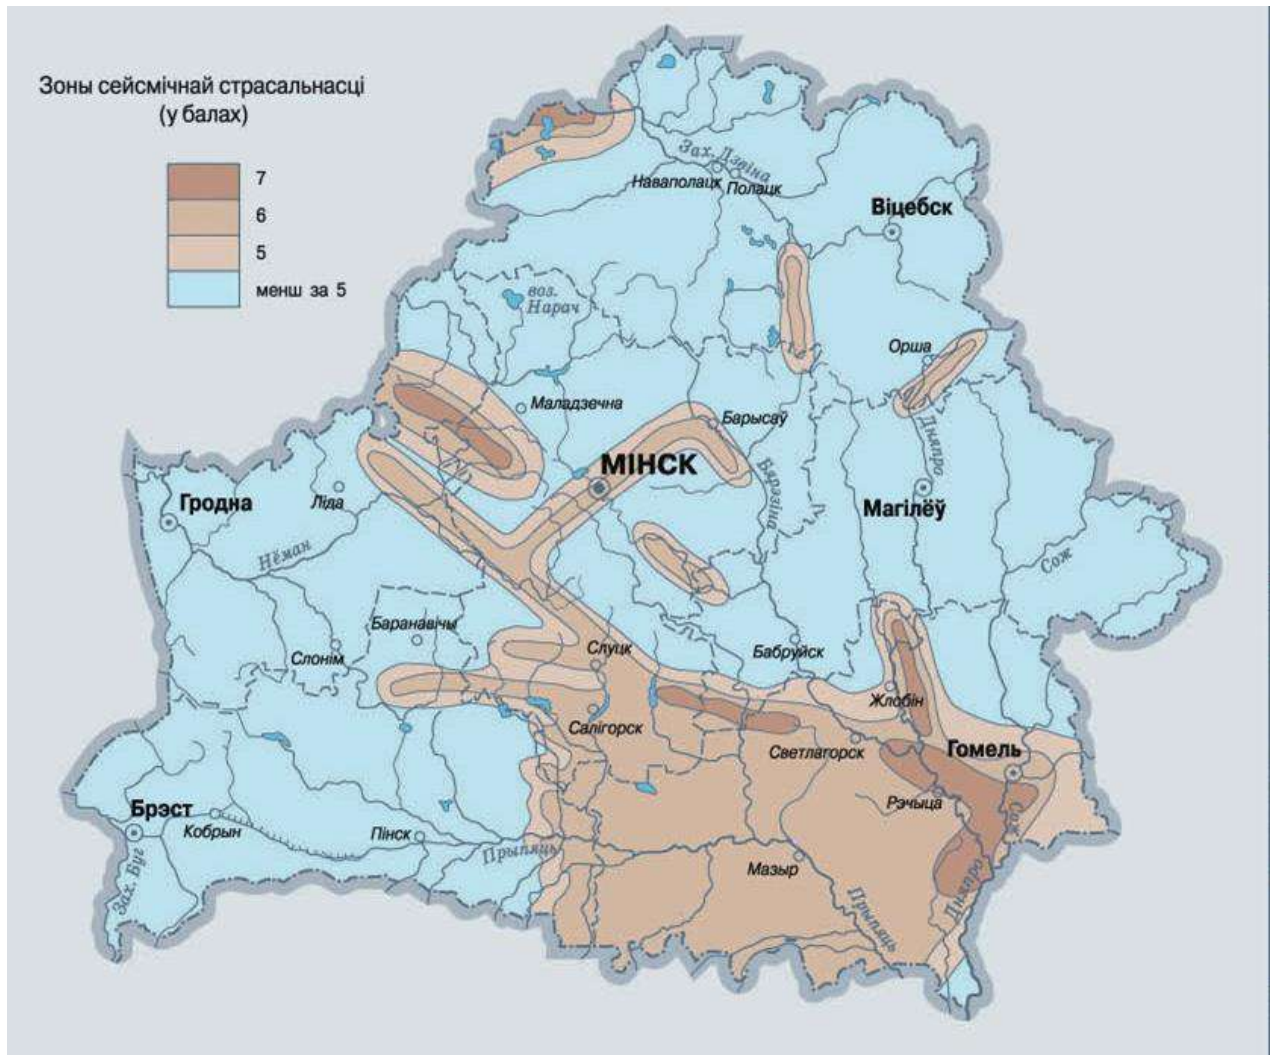 Зоны сейсмічнай страсальнасці
(у балах)
7
6
5
менш за 5
Зах. Дзвіна
Наваполацк
Полацк
Віцебск
воз.
Нарач
Орша
Маладзечна
Барысаў
Дняпро
МІНСК
Бярэзіна
Магілёў
Гродна
Ліда
Нёман
Сож
Баранавічы
Слонім
Слуцк
Бабруйск
Жлобін
Салігорск
Светлагорск
Гомель
Рэчыца
Сож
Брэст
Кобрын
Пінск
Прыпяць
Мазыр
Зах. Буг
Прыпяць
Дняпро